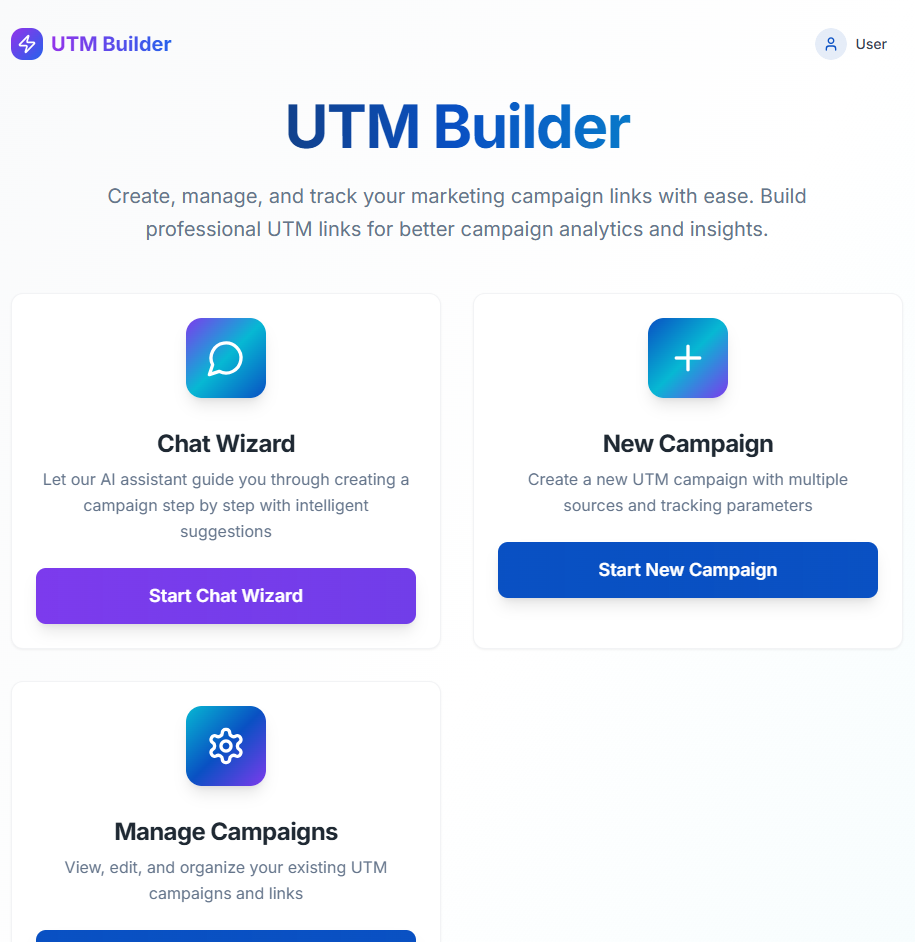 UTM Builder
User
UTM Builder
Create, manage, and track your marketing campaign links with ease. Build
professional UTM links for better campaign analytics and insights.
Chat Wizard
Let our AI assistant guide you through creating a
campaign step by step with intelligent
suggestions
Start Chat Wizard
New Campaign
Create a new UTM campaign with multiple
sources and tracking parameters
Start New Campaign
Manage Campaigns
View, edit, and organize your existing UTM
campaigns and links